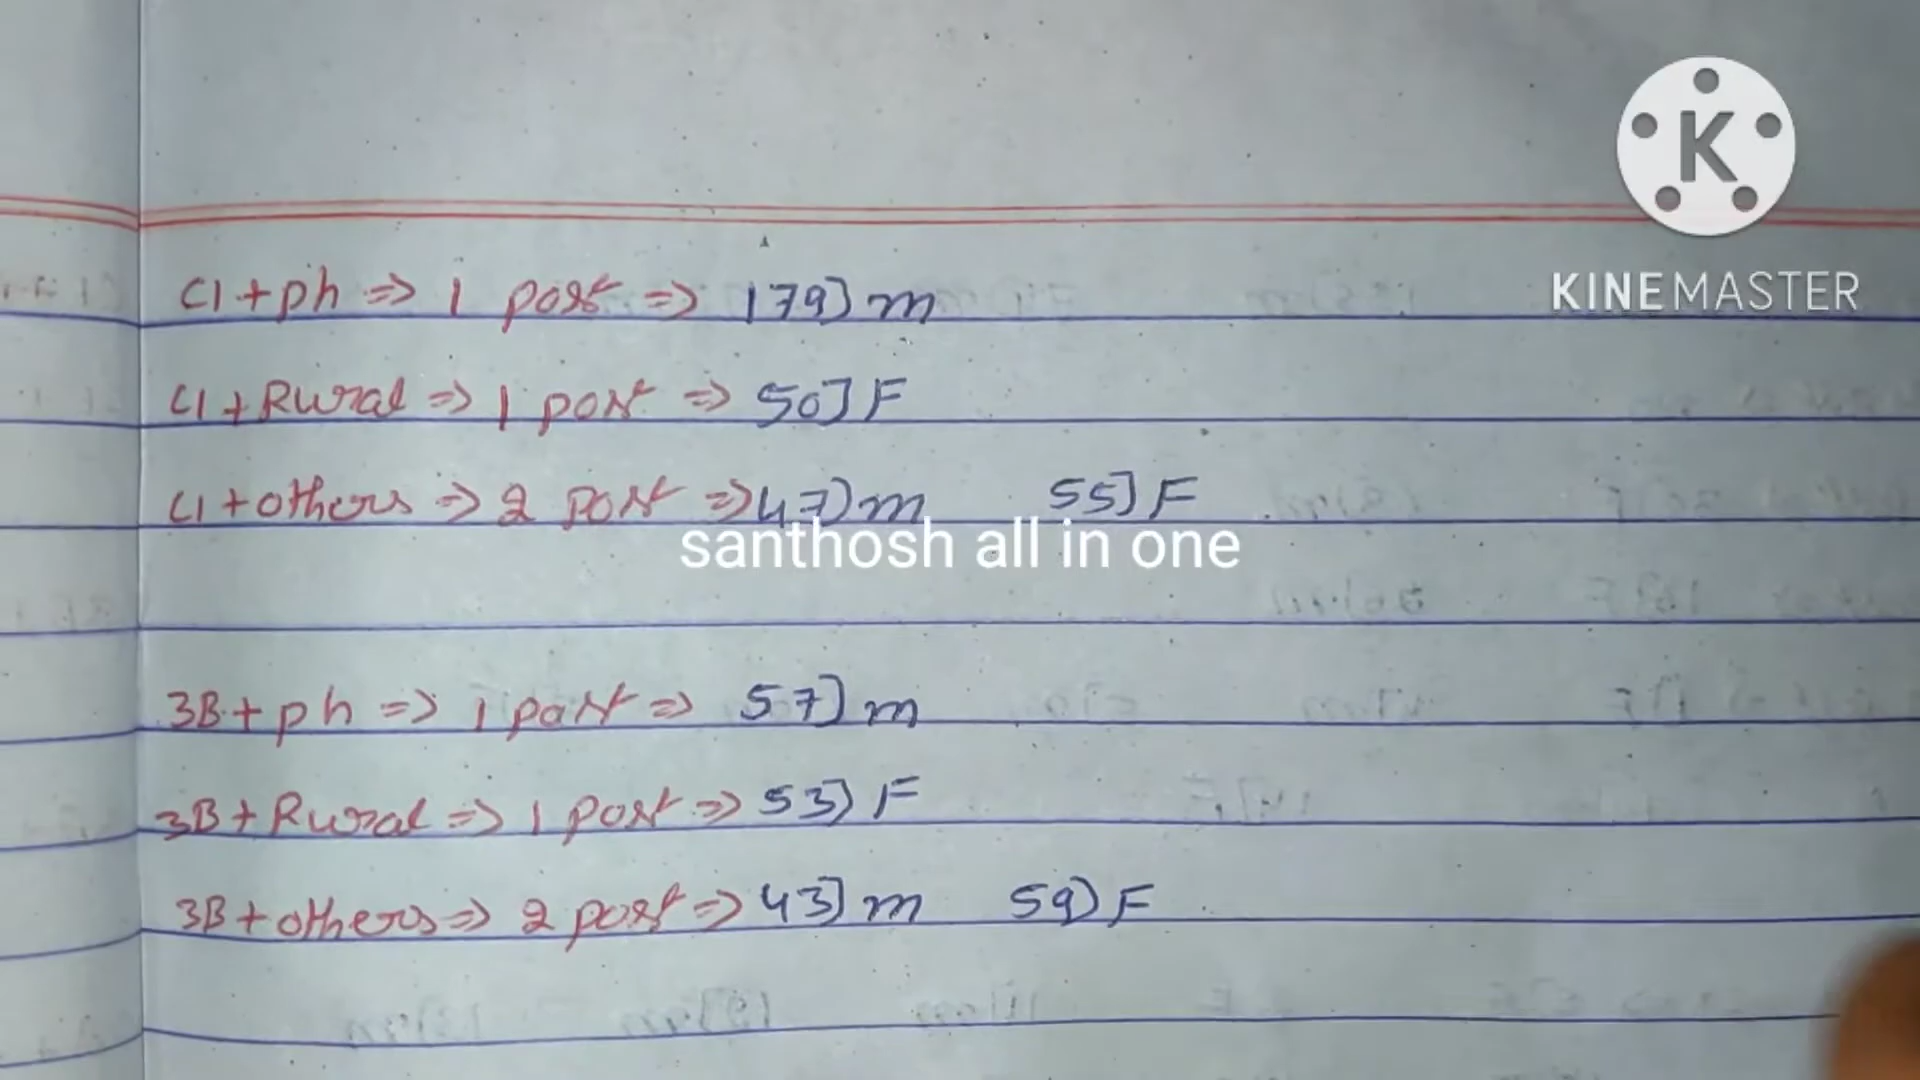 K
KINEMASTER
C1+ph => 1 post => 179) m
C1+Rural => 1 post => 50] F
C1+others => 2 post => 47) m 55] F
santhosh all in one
3B+ph => 1 post => 57) m
3B+Rural => 1 post => 53) F
3B+others => 2 post => 43] m 59) F